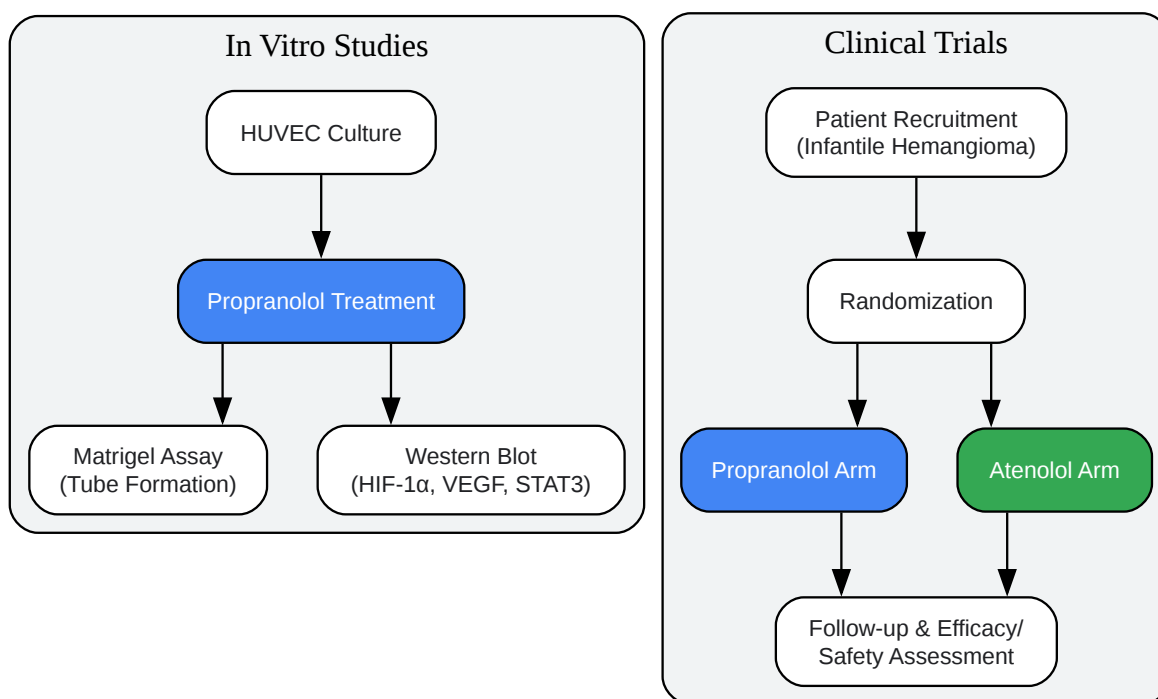 In Vitro Studies
HUVEC Culture
Propranolol Treatment
Matrigel Assay
(Tube Formation)
Western Blot
(HIF-1α, VEGF, STAT3)
Clinical Trials
Patient Recruitment
(Infantile Hemangioma)
Randomization
Propranolol Arm
Atenolol Arm
Follow-up & Efficacy/
Safety Assessment